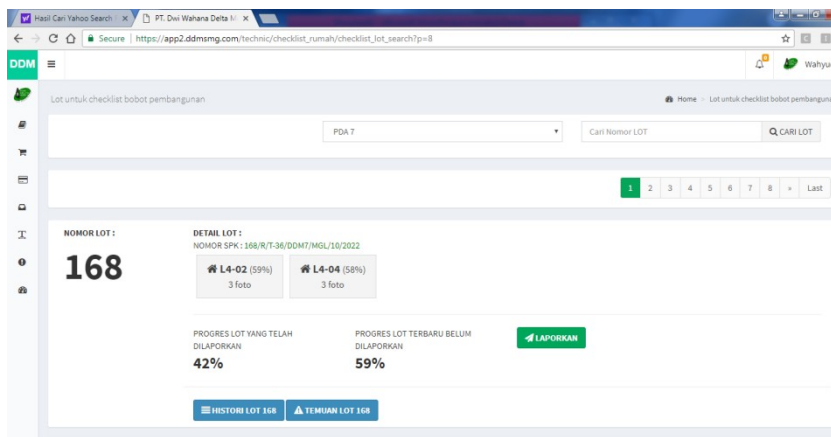 Hasil Cari Yahoo Search
PT. Dwi Wahana Delta M
Secure | https://app2.ddmsmg.com/technic/checklist_rumah/checklist_lot_search?p=8
DDM
Wahyu
Lot untuk checklist bobot pembangunan
Home > Lot untuk checklist bobot pembangun
PDA 7
Cari Nomor LOT
CARI LOT
1 2 3 4 5 6 7 8 » Last
NOMOR LOT :
168
DETAIL LOT :
NOMOR SPK : 168/R/T-36/DDM7/MGL/10/2022
L4-02 (59%)
3 foto
L4-04 (58%)
3 foto
PROGRES LOT YANG TELAH
DILAPORKAN
42%
PROGRES LOT TERBARU BELUM
DILAPORKAN
59%
LAPORKAN
HISTORI LOT 168
TEMUAN LOT 168